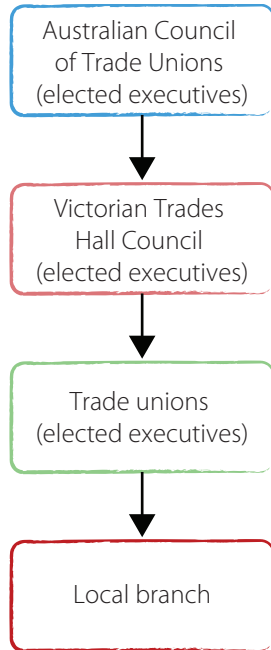 Australian Council
of Trade Unions
(elected executives)
Victorian Trades
Hall Council
(elected executives)
Trade unions
(elected executives)
Local branch